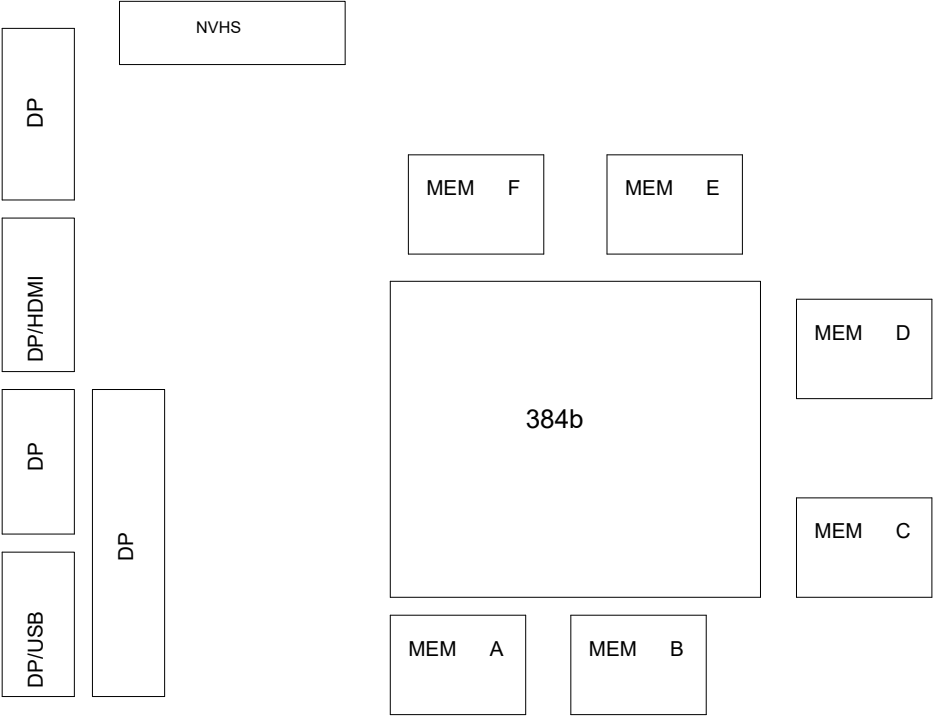 NVHS
DP
MEM F
MEM E
DP/HDMI
MEM D
384b
DP
MEM C
DP
DP/USB
MEM A
MEM B